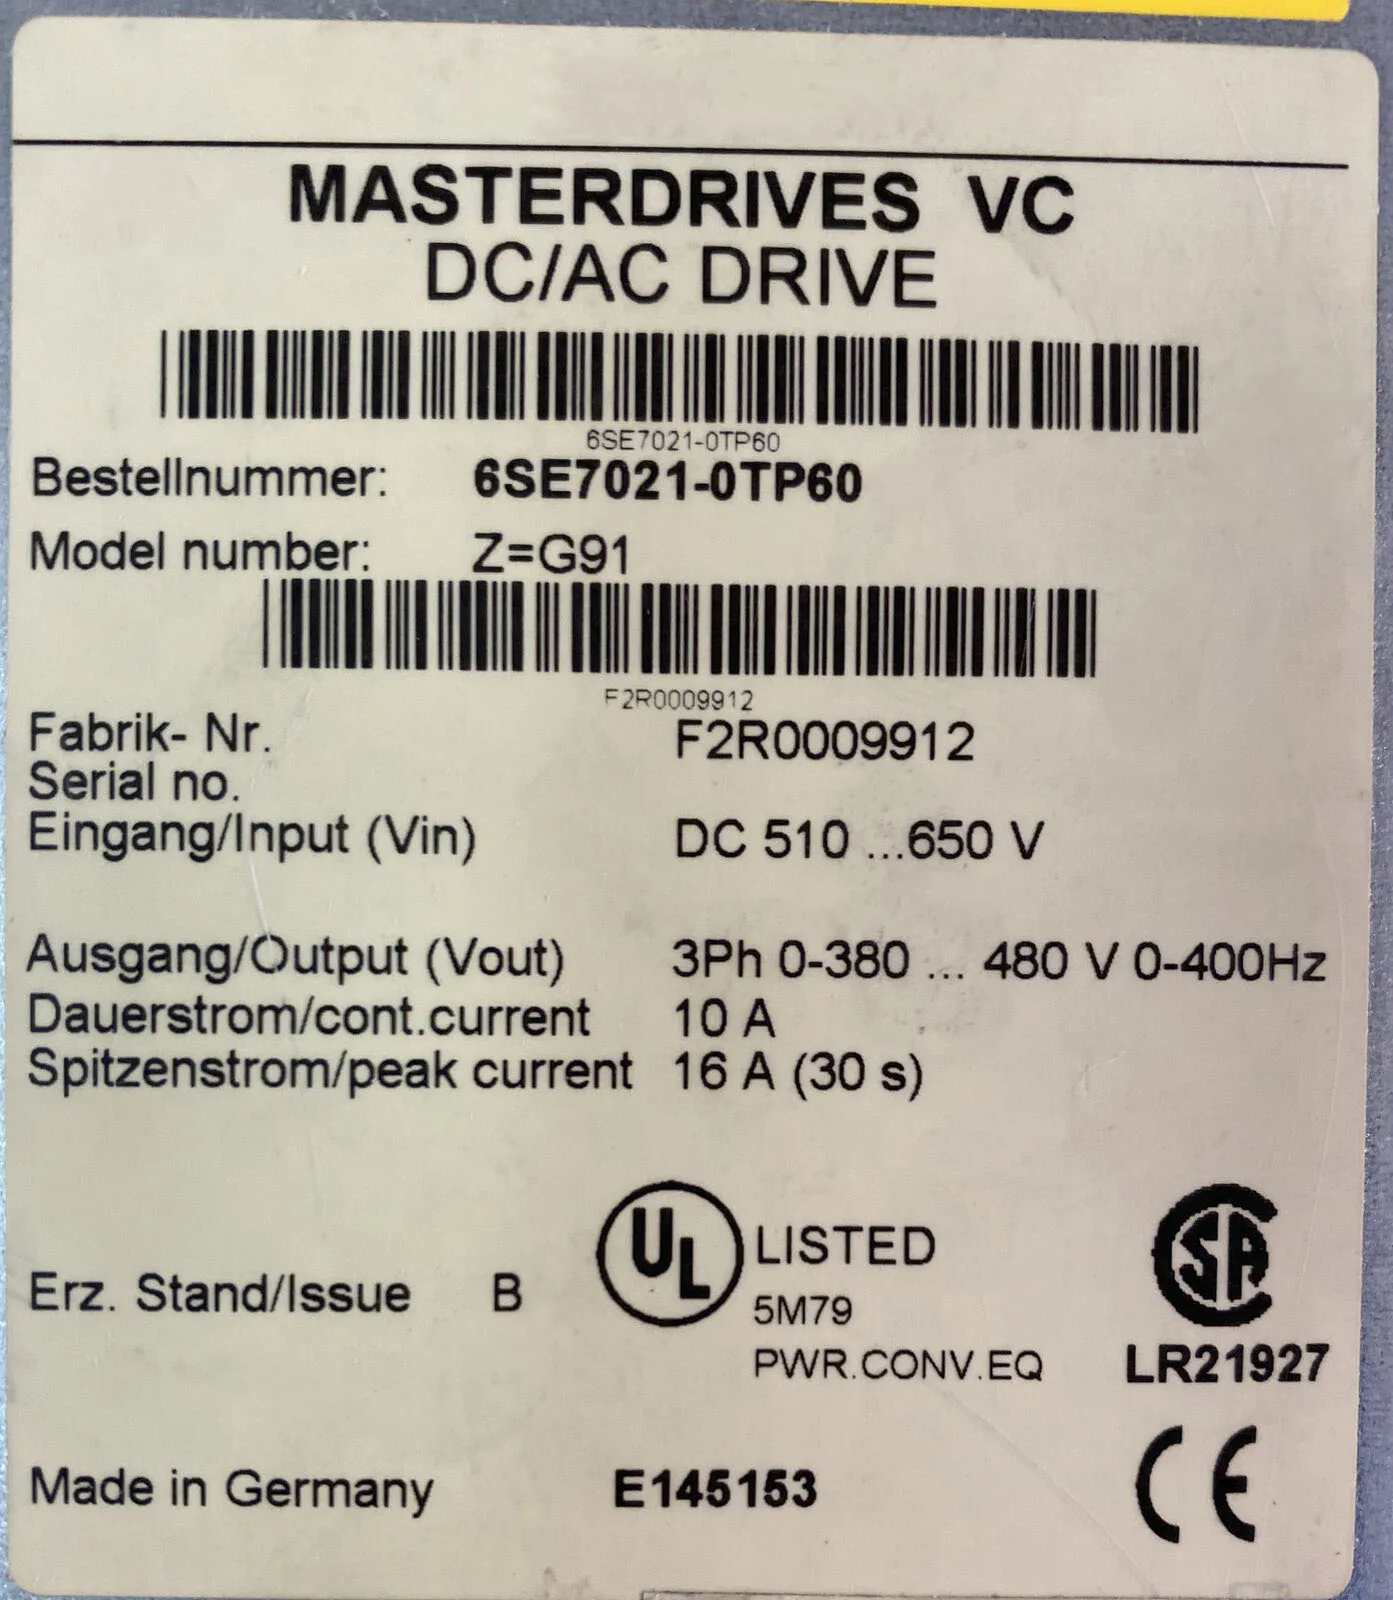 MASTERDRIVES VC
DC/AC DRIVE
6SE7021-0TP60
Bestellnummer: 6SE7021-0TP60
Model number: Z=G91
F2R0009912
Fabrik- Nr. F2R0009912
Serial no.
Eingang/Input (Vin) DC 510 ...650 V
Ausgang/Output (Vout) 3Ph 0-380 ... 480 V 0-400Hz
Dauerstrom/cont.current 10 A
Spitzenstrom/peak current 16 A (30 s)
UL LISTED
SA
Erz. Stand/Issue B
5M79
PWR.CONV.EQ
LR21927
Made in Germany E145153
CE